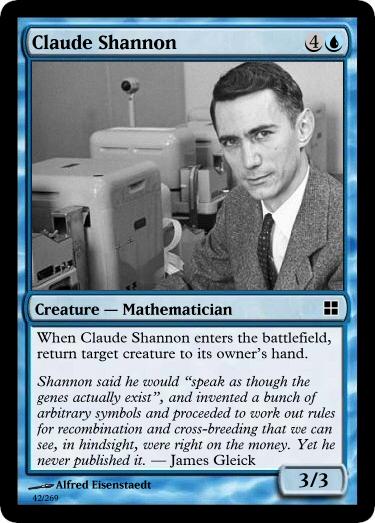 Claude Shannon 4
Creature — Mathematician
When Claude Shannon enters the battlefield,
return target creature to its owner's hand.
Shannon said he would "speak as though the
genes actually exist", and invented a bunch of
arbitrary symbols and proceeded to work out rules
for recombination and cross-breeding that we can
see, in hindsight, were right on the money. Yet he
never published it. — James Gleick
3/3
Alfred Eisenstaedt
42/269